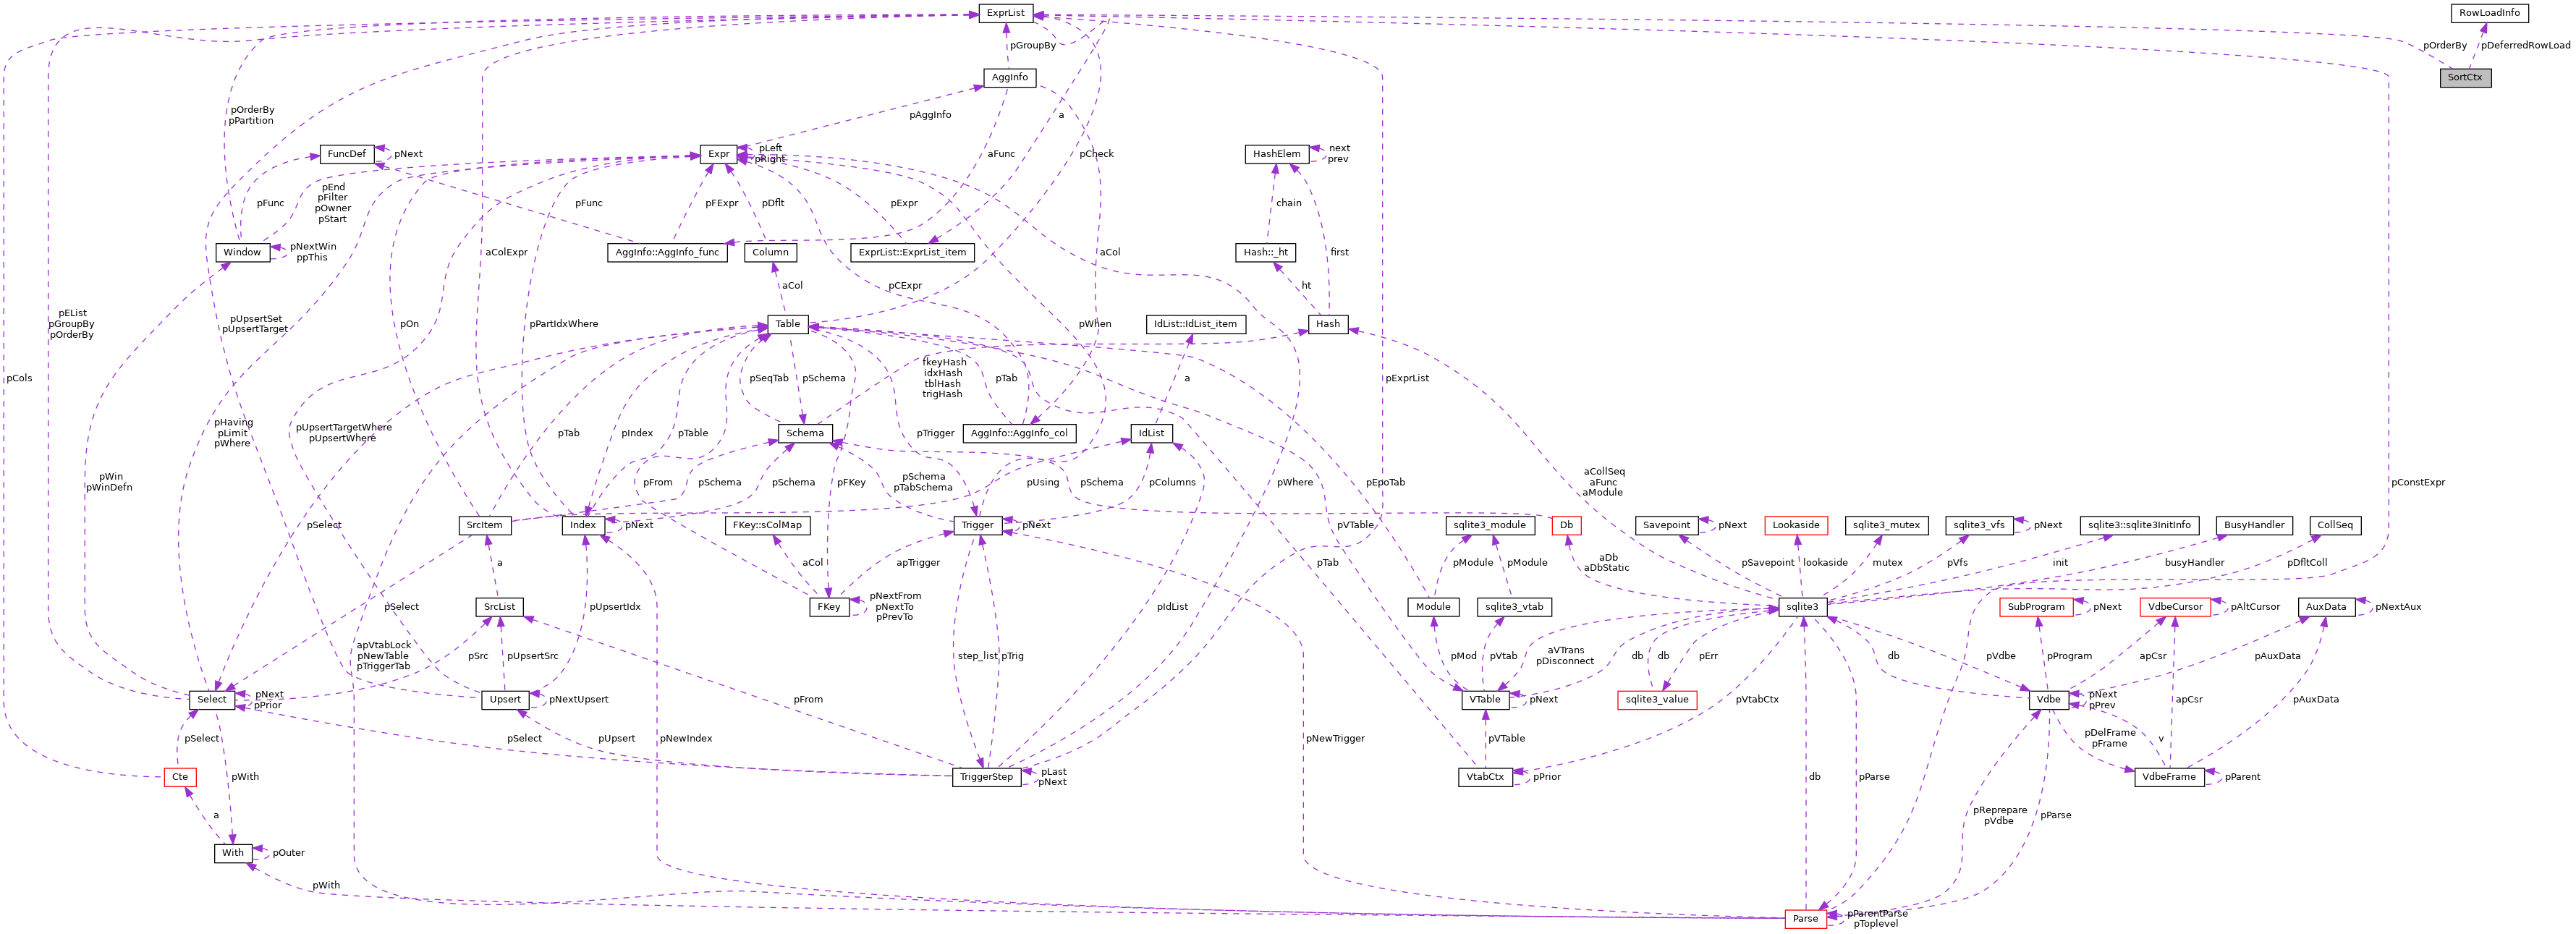 ExprList
RowLoadInfo
pGroupBy
pOrderBy
pDeferredRowLoad
AggInfo
SortCtx
pOrderBy
pPartition
pAggInfo
a
FuncDef
pNext
Expr
pLeft
pRight
aFunc
pCheck
HashElem
next
prev
pEnd
pFilter
pOwner
pStart
pFunc
pFunc
pFExpr
pDflt
pExpr
chain
Window
pNextWin
ppThis
aColExpr
AggInfo::AggInfo_func
Column
ExprList::ExprList_item
aCol
Hash::_ht
first
aCol
pCExpr
ht
pEList
pGroupBy
pOrderBy
pUpsertSet
pUpsertTarget
pOn
pPartIdxWhere
Table
pWhen
IdList::IdList_item
Hash
pCols
pSeqTab
pSchema
fkeyHash
idxHash
tblHash
trigHash
pTab
a
pExprList
pHaving
pLimit
pWhere
pUpsertTargetWhere
pUpsertWhere
pTab
pIndex
pTable
Schema
pTrigger
AggInfo::AggInfo_col
IdList
pWin
pWinDefn
pFrom
pSchema
pSchema
pFKey
pSchema
pTabSchema
pUsing
pSchema
pColumns
pWhere
pEpoTab
aCollSeq
aFunc
aModule
pConstExpr
pSelect
SrcItem
Index
pNext
FKey::sColMap
Trigger
pNext
pVTable
sqlite3_module
Db
Savepoint
pNext
Lookaside
sqlite3_mutex
sqlite3_vfs
pNext
sqlite3::sqlite3InitInfo
BusyHandler
CollSeq
a
aCol
apTrigger
pTab
pModule
pModule
aDb
aDbStatic
pSavepoint
lookaside
mutex
pVfs
init
busyHandler
pDfltColl
pSelect
SrcList
pUpsertIdx
FKey
pNextFrom
pNextTo
pPrevTo
pIdList
Module
sqlite3_vtab
sqlite3
SubProgram
pNext
VdbeCursor
pAltCursor
AuxData
pNextAux
apVtabLock
pNewTable
pTriggerTab
pSrc
pUpsertSrc
step_list
pTrig
pMod
pVtab
aVTrans
pDisconnect
db
db
pErr
db
pVdbe
pProgram
apCsr
pAuxData
Select
pNext
pPrior
Upsert
pNextUpsert
pFrom
VTable
pNext
sqlite3_value
pVtabCtx
Vdbe
pNext
pPrev
apCsr
pAuxData
pSelect
pSelect
pUpsert
pNewIndex
pNewTrigger
pVTable
pDelFrame
pFrame
v
Cte
pWith
TriggerStep
pLast
pNext
VtabCtx
pPrior
db
pParse
VdbeFrame
pParent
a
pReprepare
pVdbe
pParse
With
pOuter
pWith
Parse
pParentParse
pToplevel